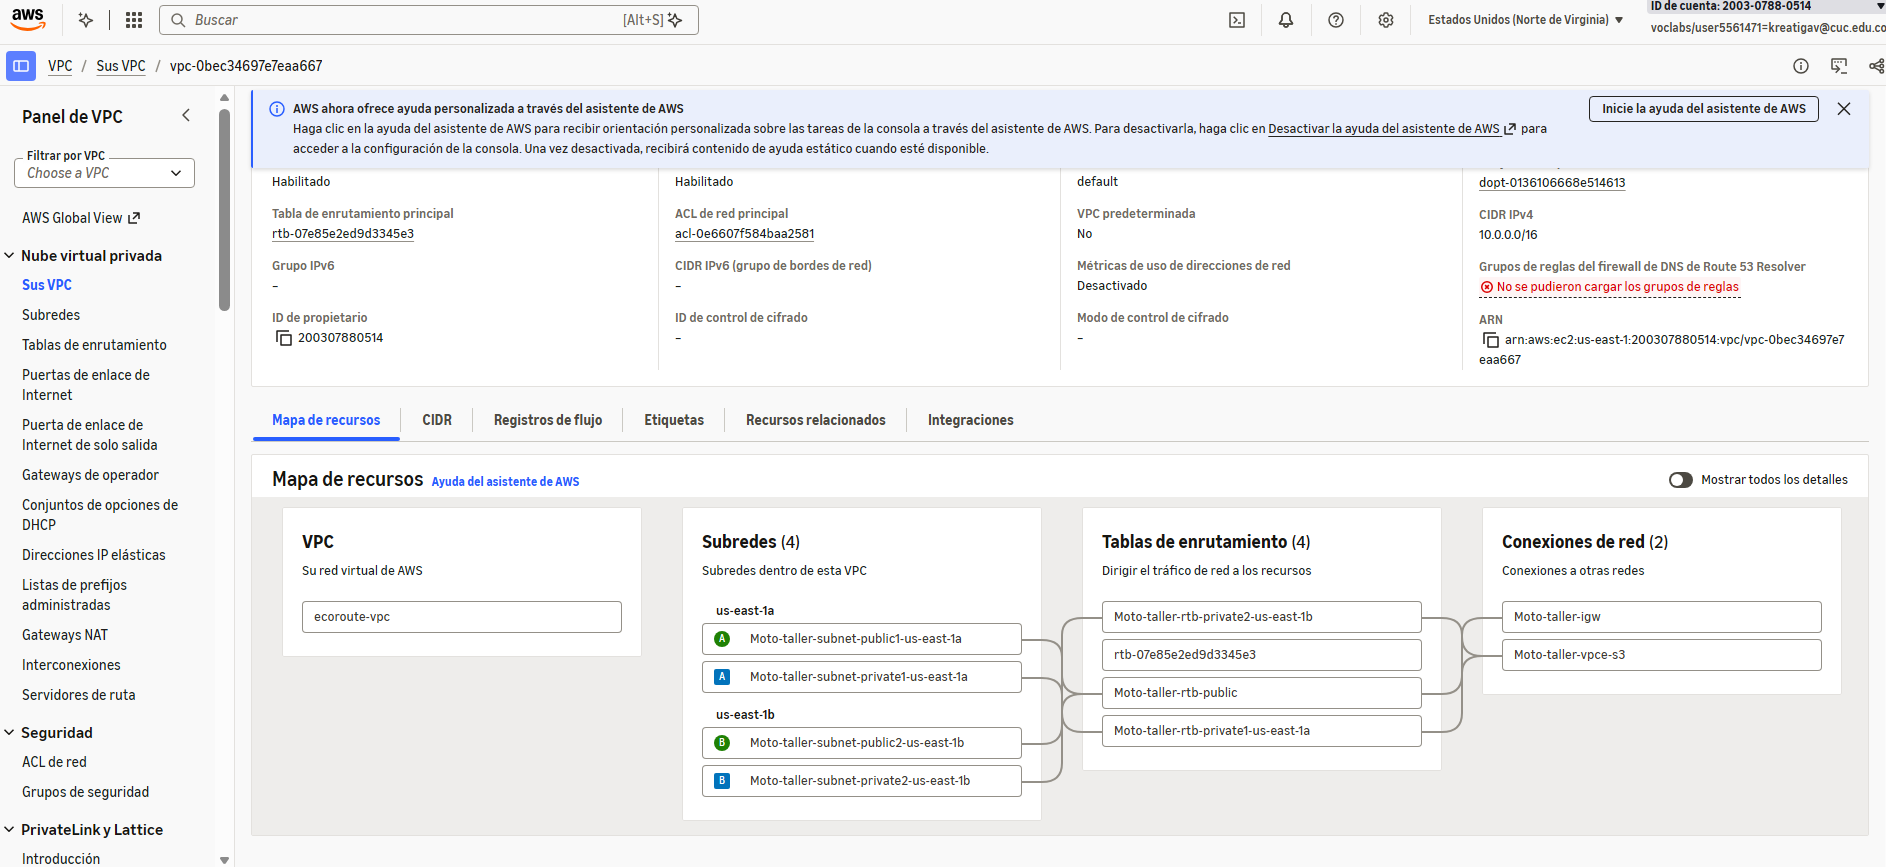 aws
Buscar
[Alt+S]
Estados Unidos (Norte de Virginia)
ID de cuenta: 2003-0788-0514
voclabs/user5561471=kreatigav@cuc.edu.co
VPC / Sus VPC / vpc-0bec34697e7eaa667
Panel de VPC
Filtrar por VPC
Choose a VPC
AWS Global View
Nube virtual privada
Sus VPC
Subredes
Tablas de enrutamiento
Puertas de enlace de
Internet
Puerta de enlace de
Internet de solo salida
Gateways de operador
Conjuntos de opciones de
DHCP
Direcciones IP elásticas
Listas de prefijos
administradas
Gateways NAT
Interconexiones
Servidores de ruta
Seguridad
ACL de red
Grupos de seguridad
PrivateLink y Lattice
Introducción
AWS ahora ofrece ayuda personalizada a través del asistente de AWS
Haga clic en la ayuda del asistente de AWS para recibir orientación personalizada sobre las tareas de la consola a través del asistente de AWS. Para desactivarla, haga clic en Desactivar la ayuda del asistente de AWS para
acceder a la configuración de la consola. Una vez desactivada, recibirá contenido de ayuda estático cuando esté disponible.
Inicie la ayuda del asistente de AWS
Habilitado
Tabla de enrutamiento principal
rtb-07e85e2ed9d3345e3
Grupo IPv6
–
ID de propietario
200307880514
Habilitado
ACL de red principal
acl-0e6607f584baa2581
CIDR IPv6 (grupo de bordes de red)
–
ID de control de cifrado
–
default
VPC predeterminada
No
Métricas de uso de direcciones de red
Desactivado
Modo de control de cifrado
–
dopt-0136106668e514613
CIDR IPv4
10.0.0.0/16
Grupos de reglas del firewall de DNS de Route 53 Resolver
No se pudieron cargar los grupos de reglas
ARN
arn:aws:ec2:us-east-1:200307880514:vpc/vpc-0bec34697e7
eaa667
Mapa de recursos
CIDR
Registros de flujo
Etiquetas
Recursos relacionados
Integraciones
Mapa de recursos Ayuda del asistente de AWS
Mostrar todos los detalles
VPC
Su red virtual de AWS
ecoroute-vpc
Subredes (4)
Subredes dentro de esta VPC
us-east-1a
A Moto-taller-subnet-public1-us-east-1a
A Moto-taller-subnet-private1-us-east-1a
us-east-1b
B Moto-taller-subnet-public2-us-east-1b
B Moto-taller-subnet-private2-us-east-1b
Tablas de enrutamiento (4)
Dirigir el tráfico de red a los recursos
Moto-taller-rtb-private2-us-east-1b
rtb-07e85e2ed9d3345e3
Moto-taller-rtb-public
Moto-taller-rtb-private1-us-east-1a
Conexiones de red (2)
Conexiones a otras redes
Moto-taller-igw
Moto-taller-vpce-s3